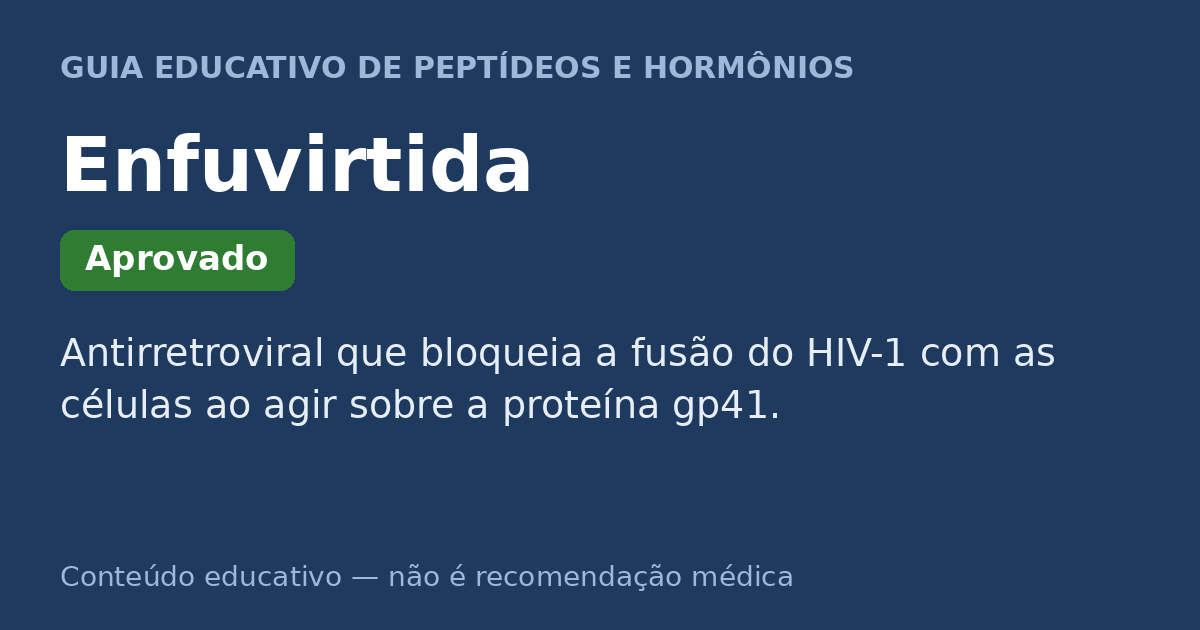 GUIA EDUCATIVO DE PEPTÍDEOS E HORMÔNIOS
Enfuvirtida
Aprovado
Antirretroviral que bloqueia a fusão do HIV-1 com as
células ao agir sobre a proteína gp41.
Conteúdo educativo — não é recomendação médica